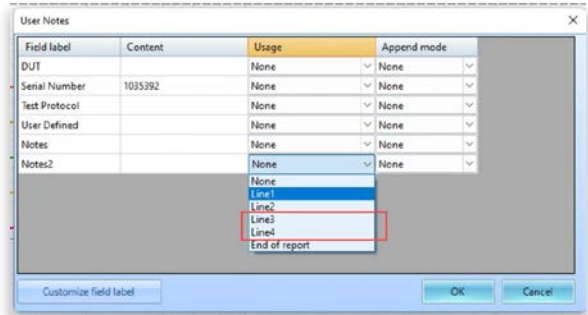 User Notes
Field label Content Usage Append mode
DUT None None
Serial Number 1035392 None None
Test Protocol None None
User Defined None None
Notes None None
Notes2 None None
None
Line1
Line2
Line3
Line4
End of report
Customize field label OK Cancel